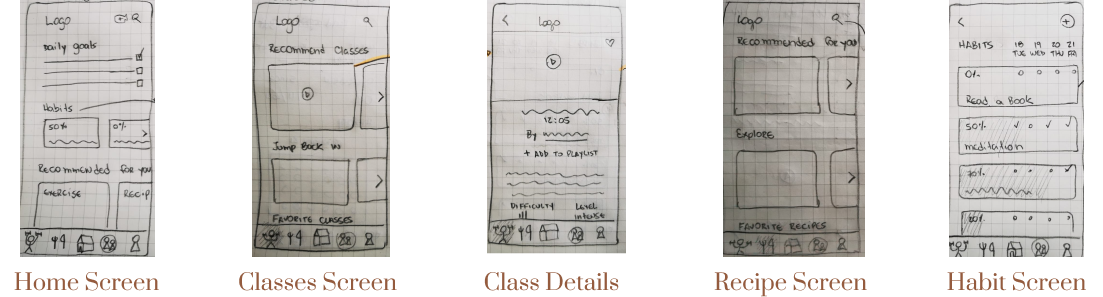 Logo
Daily goals
Habits
50%
0%
Recommended for you
EXERCISE
RECIP
Home Screen
Logo
Recommend Classes
Jump Back in
FAVORITE CLASSES
Classes Screen
Logo
12:05
By
+ ADD TO PLAYLIST
DIFFICULTY
Level
intense
Class Details
Logo
Recommended for you
Explore
FAVORITE RECIPES
Recipe Screen
HABITS
18 19 20 21
TUE WED THU FRI
0%
Read a Book
50%
meditation
70%
80%
Habit Screen